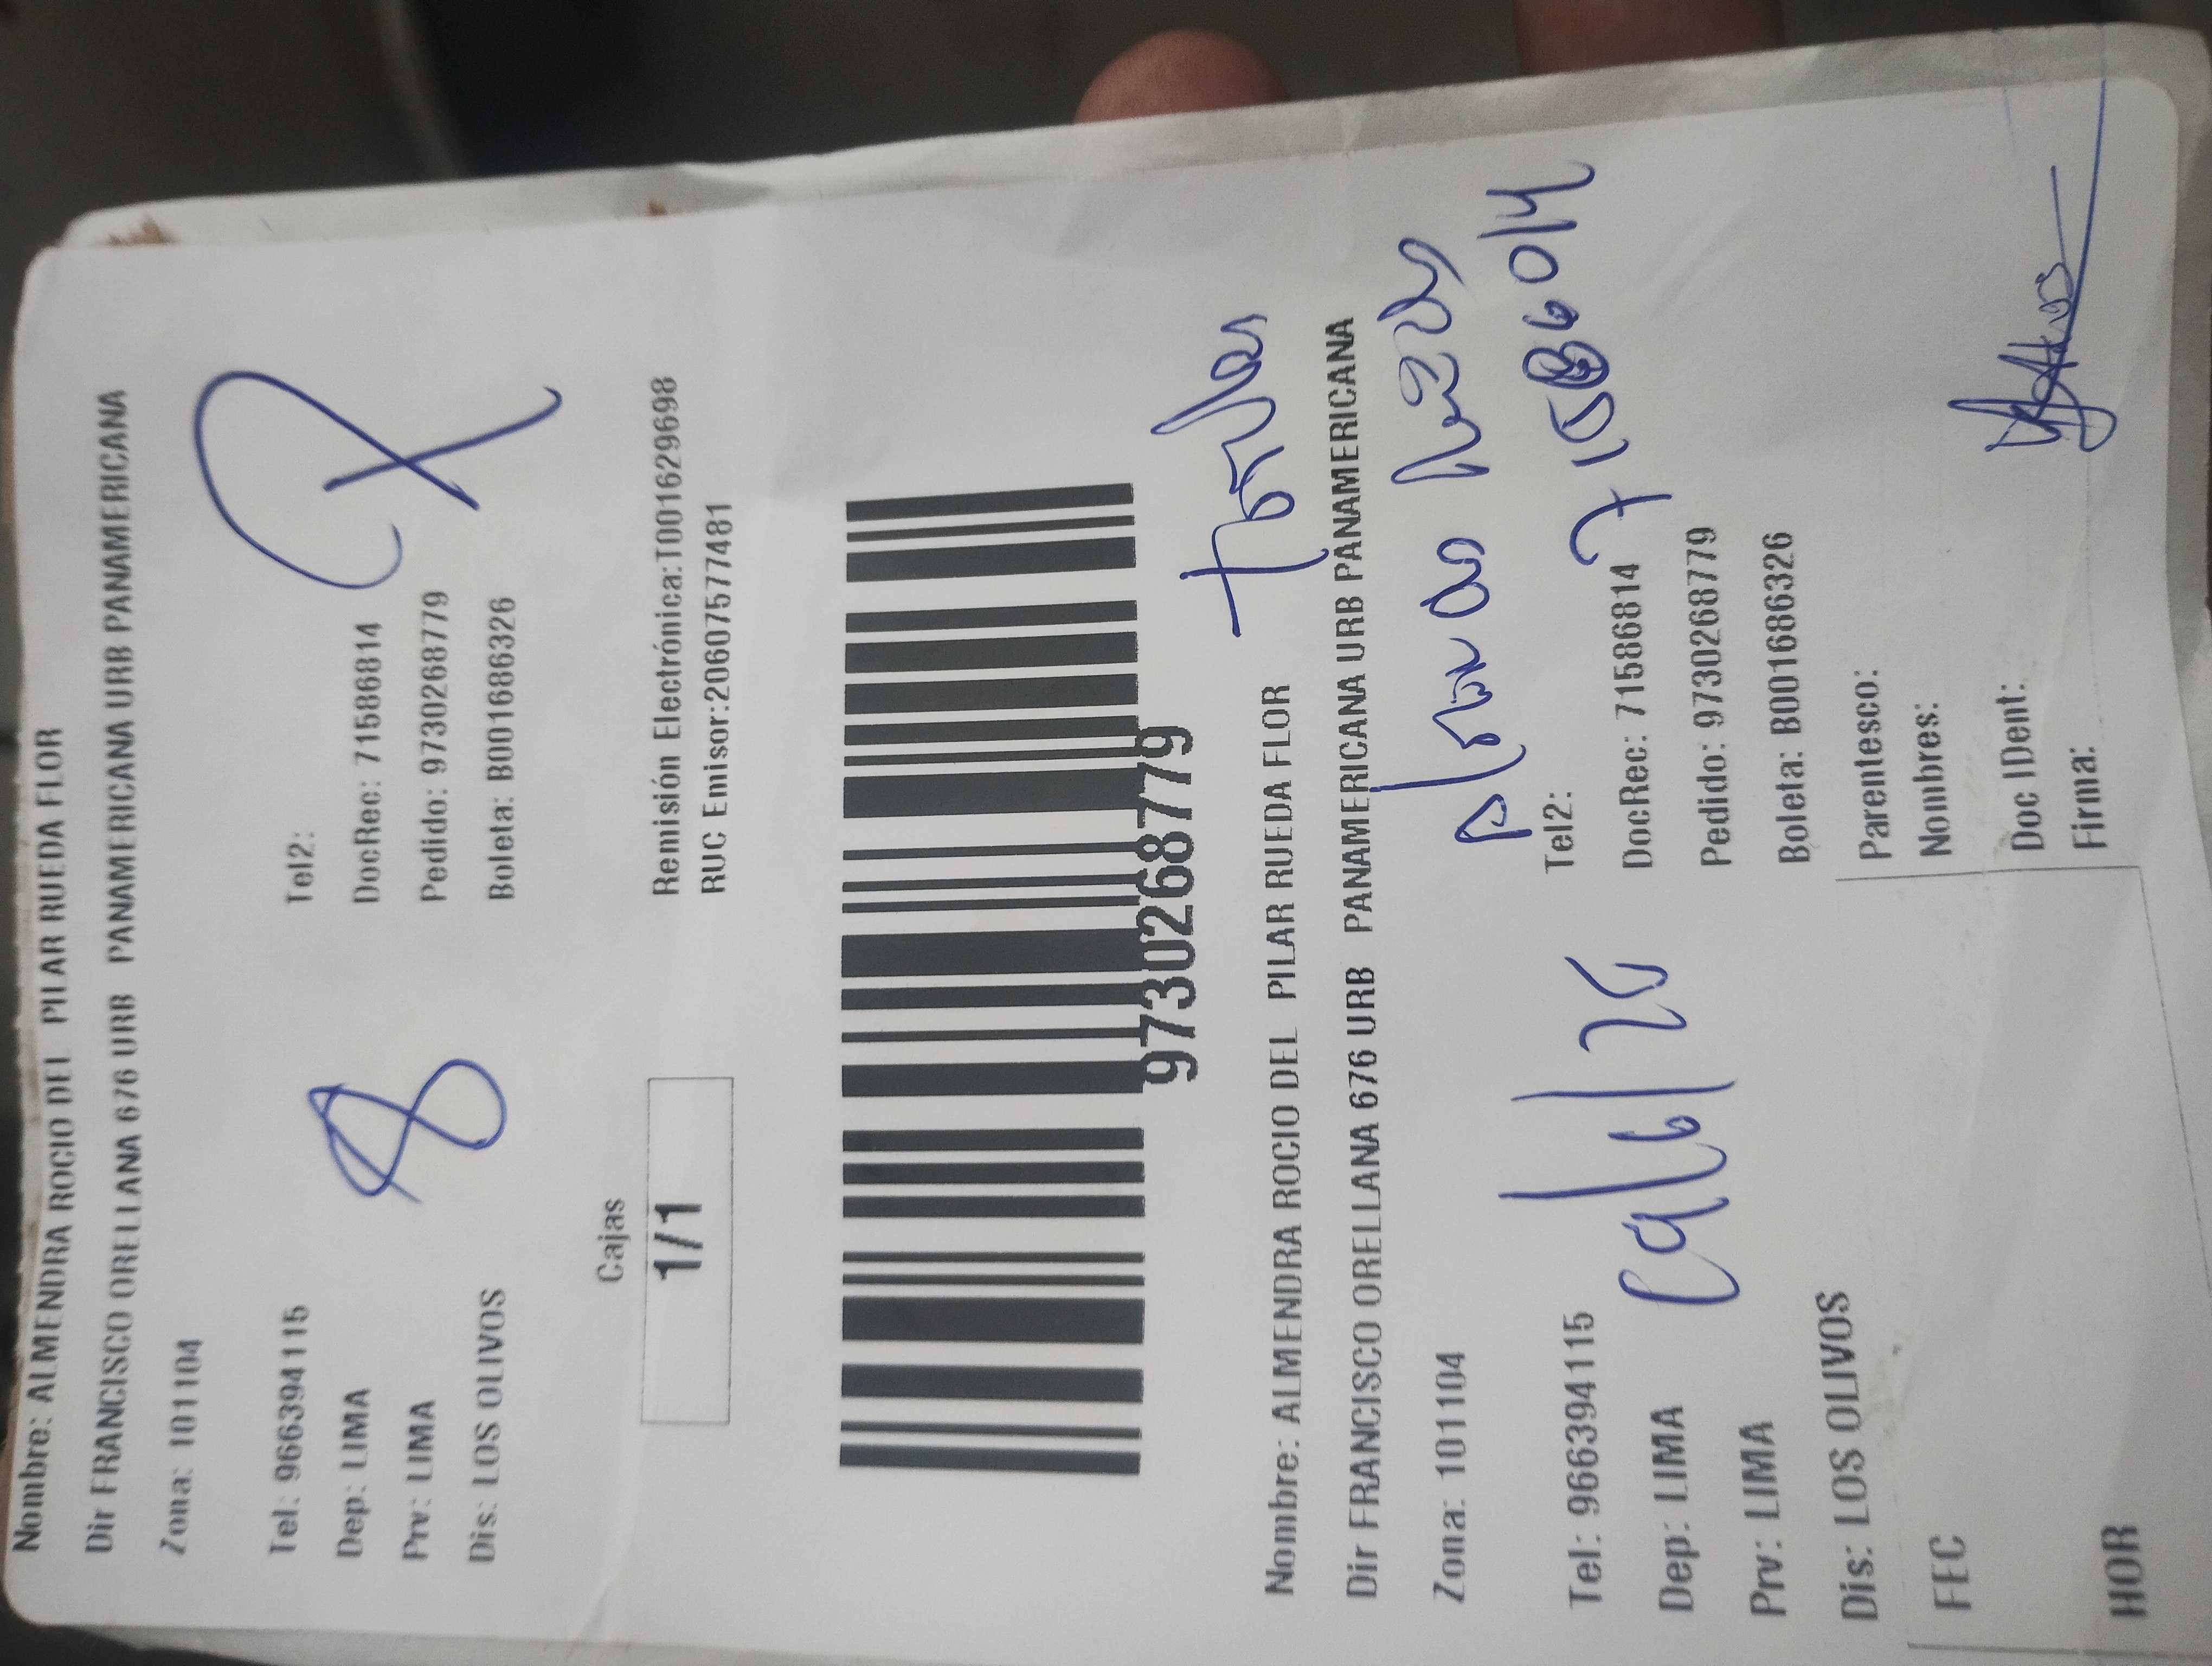 Nombre: ALMENDRA ROCIO DEL PILAR RUEDA FLOR
Dir FRANCISCO ORELLANA 676 URB PANAMERICANA URB PANAMERICANA
Zona: 101104
Tel: 966394115 Tel2:
Dep: LIMA DocRec: 71586814
Prv: LIMA Pedido: 9730268779
Dis: LOS OLIVOS Boleta: B001686326
8
Cajas
1/1
Remisión Electrónica:T001629698
RUC Emisor:20607577481
9730268779
Nombre: ALMENDRA ROCIO DEL PILAR RUEDA FLOR
Dir FRANCISCO ORELLANA 676 URB PANAMERICANA URB PANAMERICANA
Zona: 101104
Tel: 966394115 Tel2:
Dep: LIMA DocRec: 71586814
Prv: LIMA Pedido: 9730268779
Dis: LOS OLIVOS Boleta: B001686326
FEC Parentesco:
Nombres:
HOR Doc IDent:
Firma: